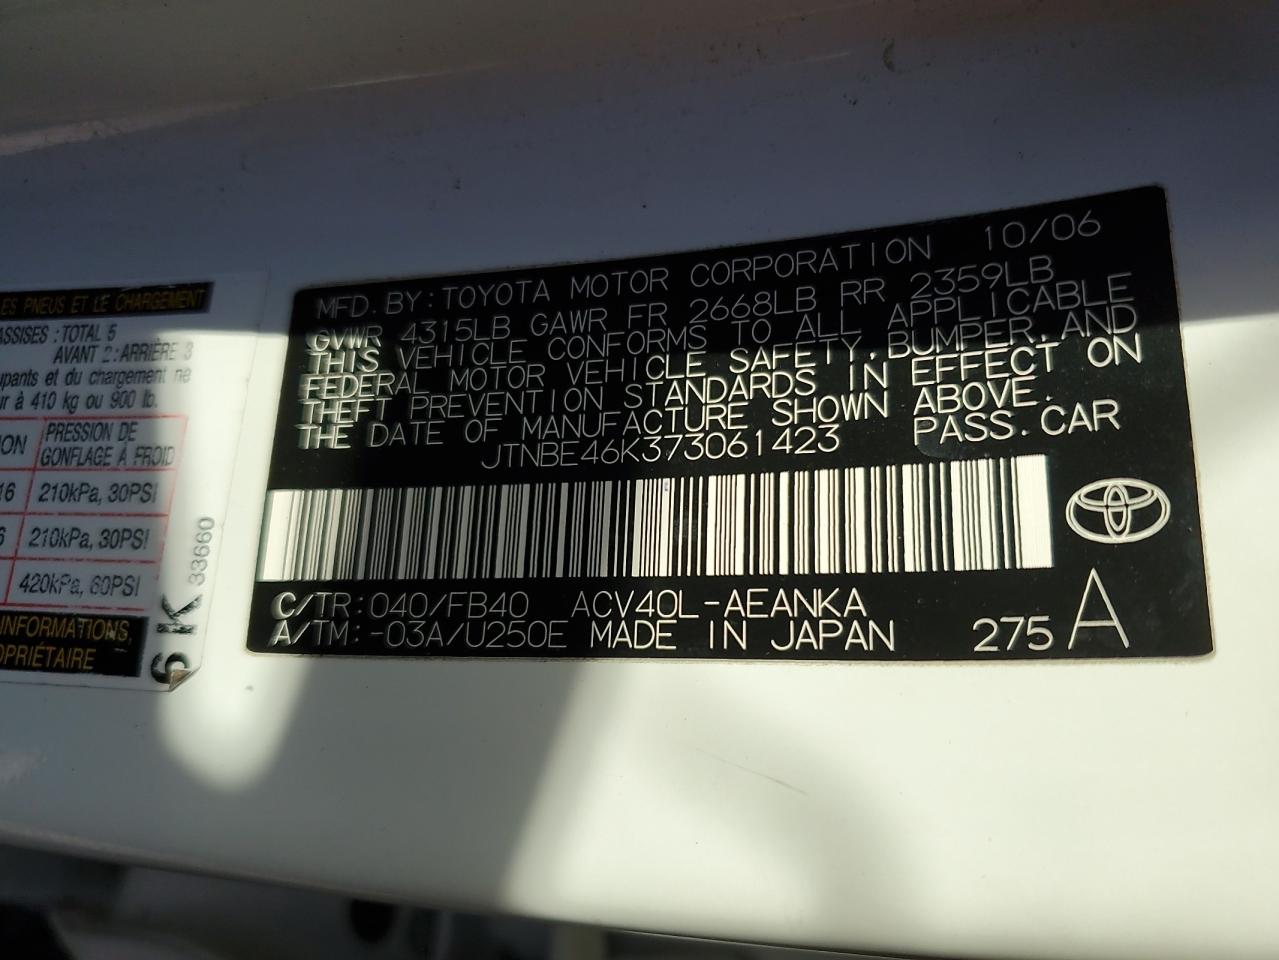 LES PNEUS ET LE CHARGEMENT
ASSISES : TOTAL 5
AVANT 2 : ARRIÈRE 3
upants et du chargement ne
ur à 410 kg ou 900 lb.
ION PRESSION DE GONFLAGE À FROID
16 210kPa, 30PSI
6 210kPa, 30PSI
420kPa, 60PSI
INFORMATIONS,
OPRIÉTAIRE
6K 33660
MFD. BY: TOYOTA MOTOR CORPORATION 10/06
GVWR 4315LB GAWR FR 2668LB RR 2359LB
THIS VEHICLE CONFORMS TO ALL APPLICABLE
FEDERAL MOTOR VEHICLE SAFETY, BUMPER, AND
THEFT PREVENTION STANDARDS IN EFFECT ON
THE DATE OF MANUFACTURE SHOWN ABOVE.
JTNBE46K373061423 PASS. CAR
C/TR: 040/FB40 ACV40L-AEANKA
A/TM: -03A/U250E MADE IN JAPAN 275 A